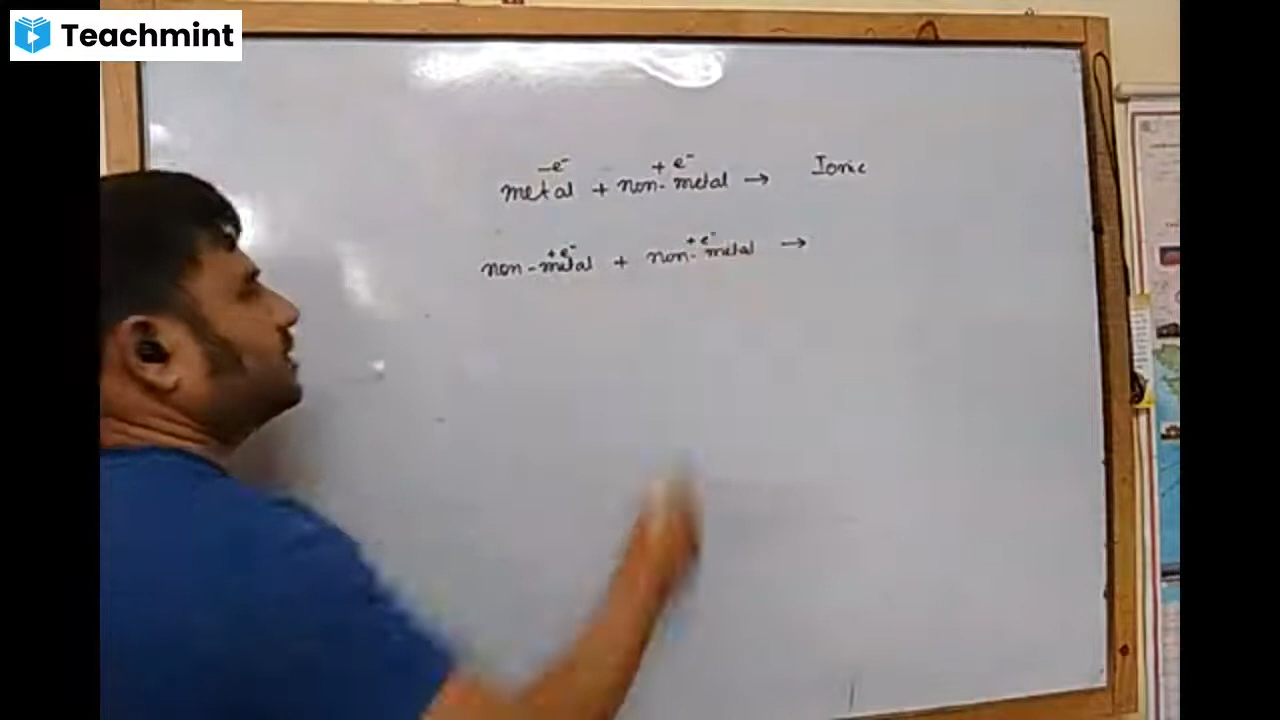 Teachmint
-e⁻ + e⁻
metal + non-metal → Ionic
+ e⁻ + e⁻
non-metal + non-metal →